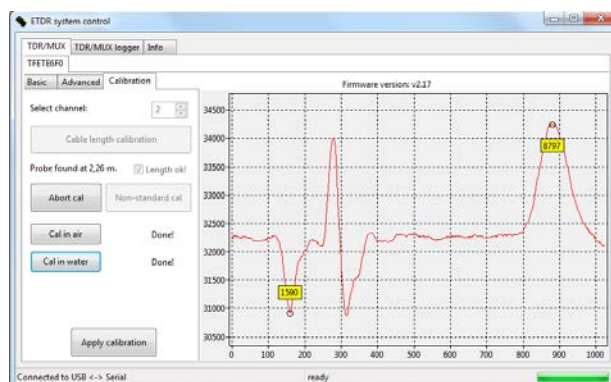 ETDR system control
TDR/MUX TDR/MUX logger Info
TFETE6F0
Basic Advanced Calibration
Firmware version: v2.17
Select channel: 2
Cable length calibration
Probe found at 2,26 m. Length ok!
Abort cal Non-standard cal
Cal in air Done!
Cal in water Done!
Apply calibration
34500
34000
33500
33000
32500
32000
31500
31000
30500
8797
1590
0 100 200 300 400 500 600 700 800 900 1000
Connected to USB <-> Serial ready